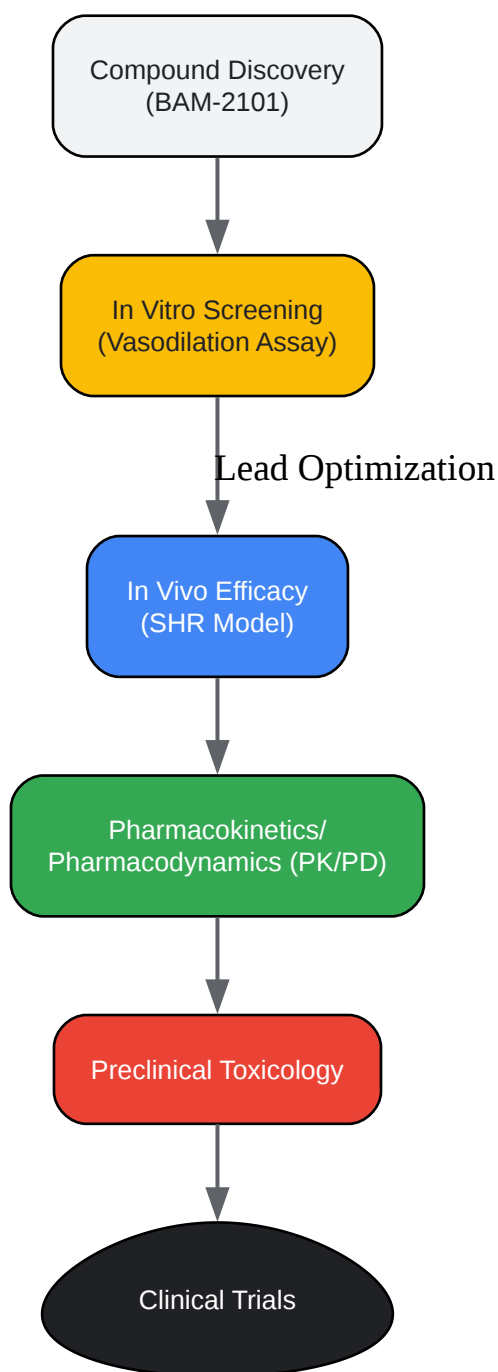 Compound Discovery
(BAM-2101)
In Vitro Screening
(Vasodilation Assay)
Lead Optimization
In Vivo Efficacy
(SHR Model)
Pharmacokinetics/
Pharmacodynamics (PK/PD)
Preclinical Toxicology
Clinical Trials